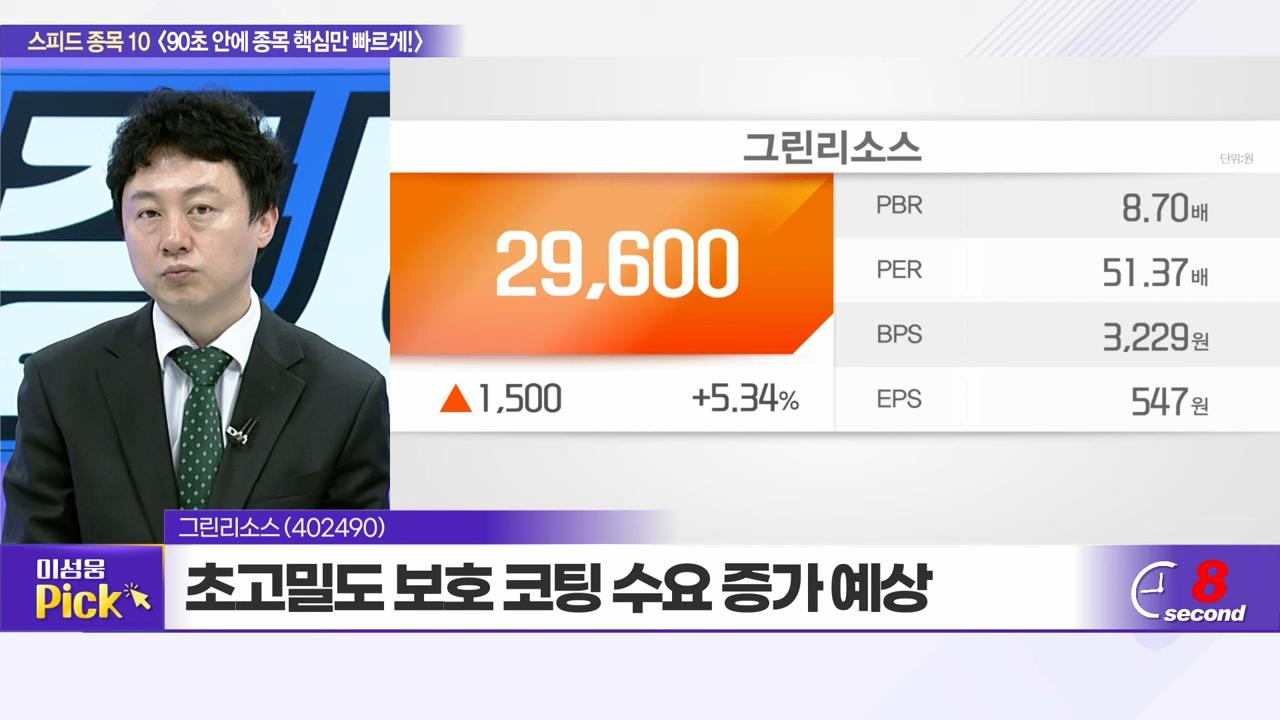 스피드 종목 10 〈90초 안에 종목 핵심만 빠르게!〉
그린리소스
단위:원
29,600
▲1,500 +5.34%
PBR 8.70배
PER 51.37배
BPS 3,229원
EPS 547원
그린리소스 (402490)
미성웅
Pick
초고밀도 보호 코팅 수요 증가 예상
8
second